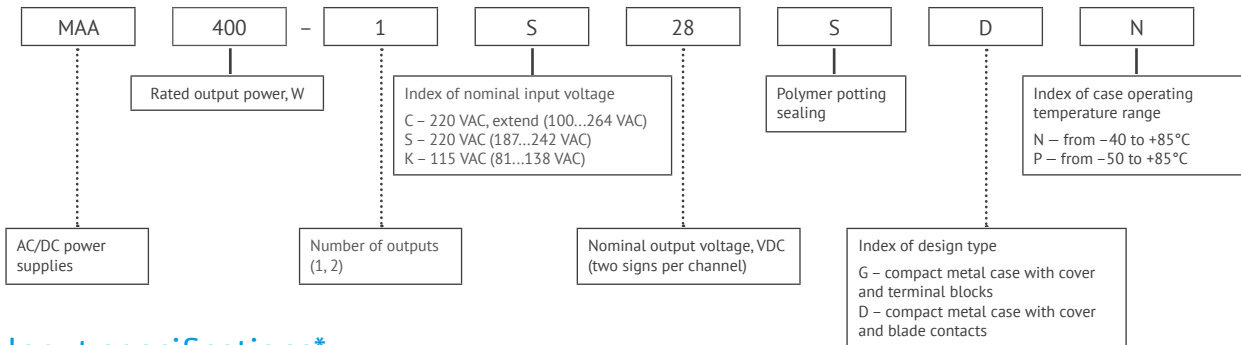 MAA 400 – 1 S 28 S D N
Rated output power, W
Index of nominal input voltage
C – 220 VAC, extend (100...264 VAC)
S – 220 VAC (187...242 VAC)
K – 115 VAC (81...138 VAC)
Polymer potting
sealing
Index of case operating
temperature range
N — from –40 to +85°C
P — from –50 to +85°C
AC/DC power
supplies
Number of outputs
(1, 2)
Nominal output voltage, VDC
(two signs per channel)
Index of design type
G – compact metal case with cover
and terminal blocks
D – compact metal case with cover
and blade contacts
Input specifications*